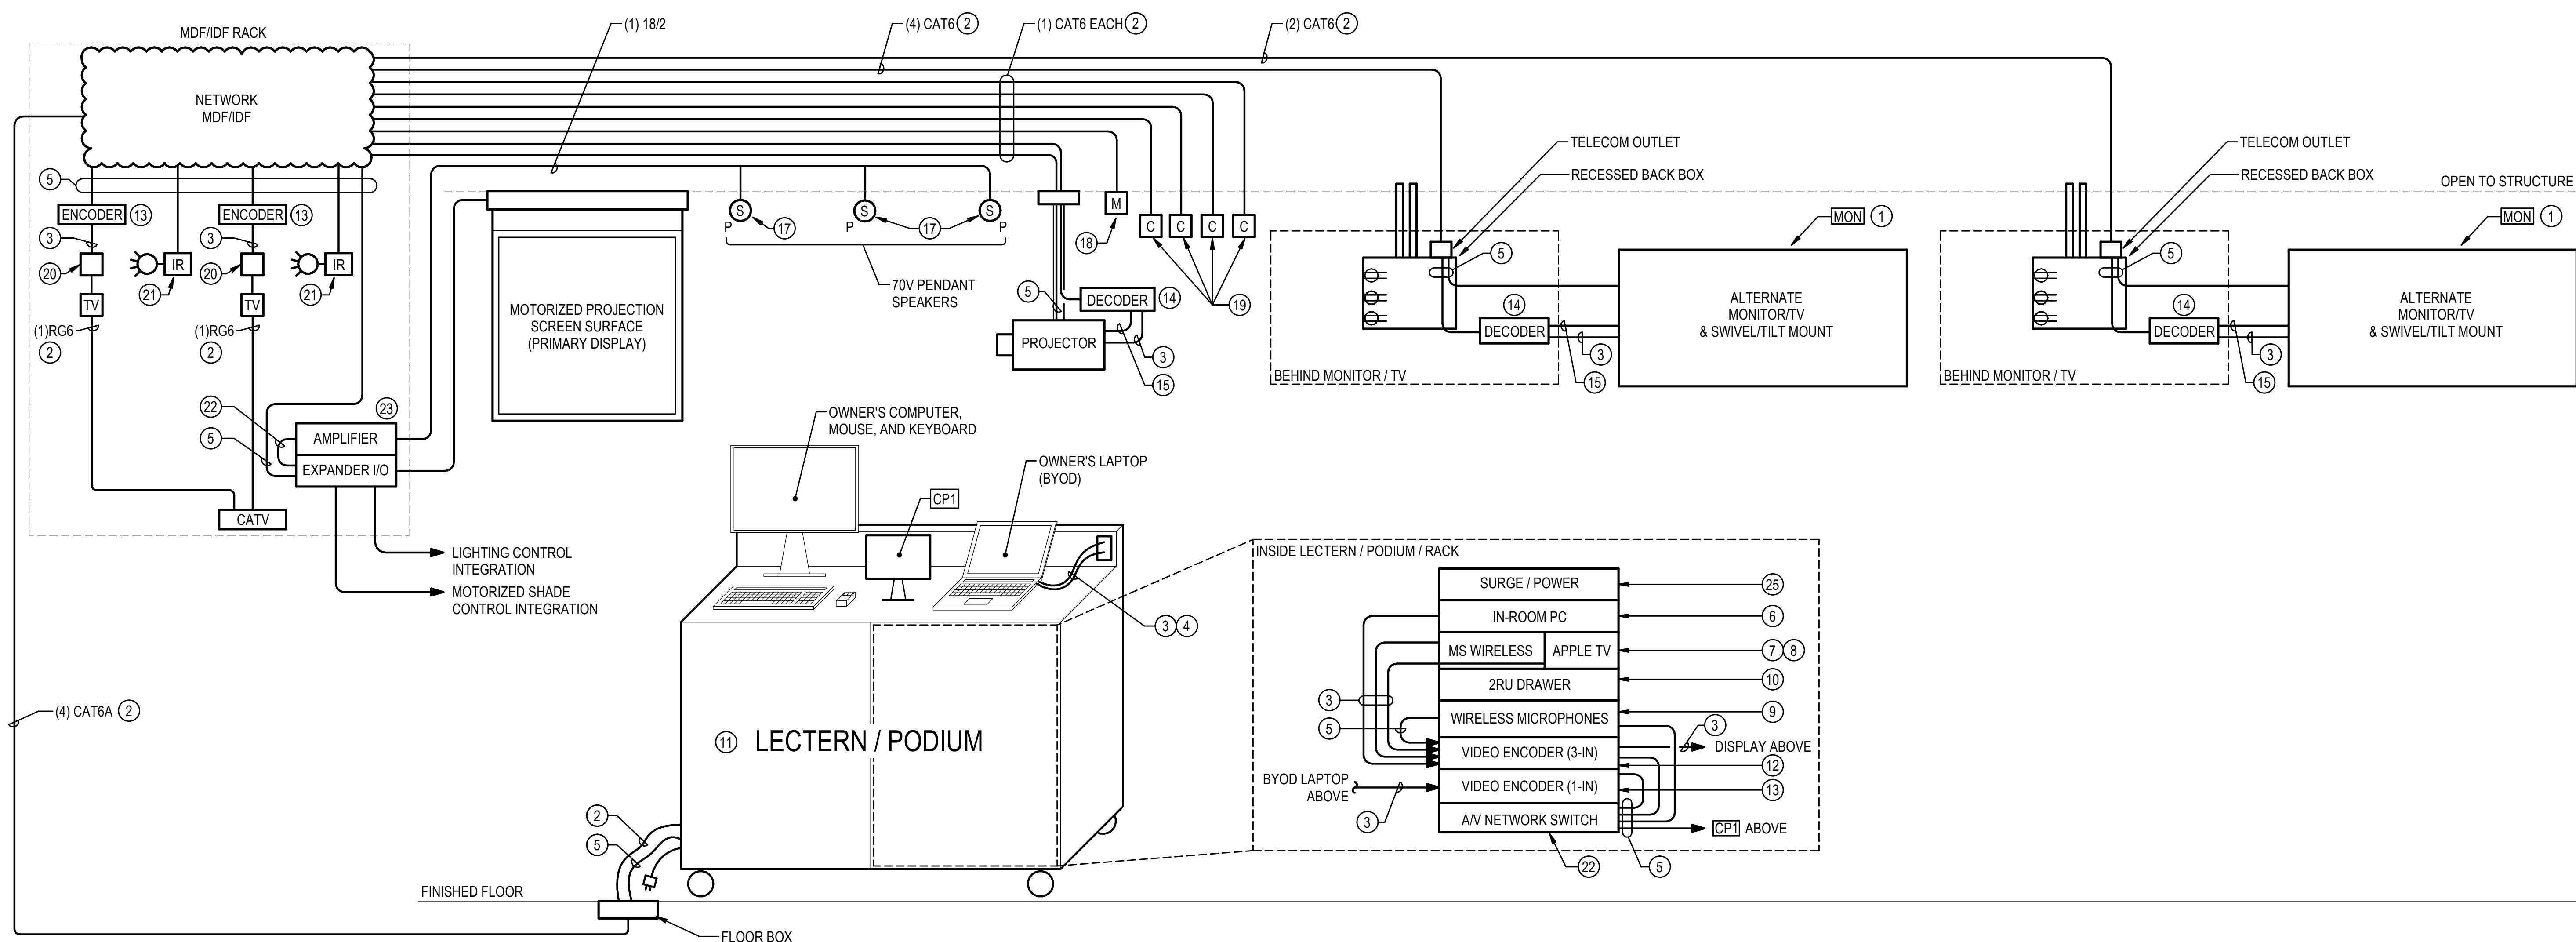 MDF/IDF RACK
(1) 18/2
(4) CAT6 2
(1) CAT6 EACH 2
(2) CAT6 2
NETWORK
MDF/IDF
TELECOM OUTLET
RECESSED BACK BOX
TELECOM OUTLET
RECESSED BACK BOX
OPEN TO STRUCTURE
5
ENCODER 13
ENCODER 13
3
3
20
IR
20
IR
21
21
TV
TV
(1)RG6
2
(1)RG6
2
S
S
S
P
P
P
17
17
70V PENDANT
SPEAKERS
M
18
C
C
C
C
19
MOTORIZED PROJECTION
SCREEN SURFACE
(PRIMARY DISPLAY)
5
DECODER 14
PROJECTOR
3
15
MON 1
5
14
DECODER
3
15
BEHIND MONITOR / TV
ALTERNATE
MONITOR/TV
& SWIVEL/TILT MOUNT
MON 1
5
14
DECODER
3
15
BEHIND MONITOR / TV
ALTERNATE
MONITOR/TV
& SWIVEL/TILT MOUNT
22
23
5
AMPLIFIER
EXPANDER I/O
CATV
LIGHTING CONTROL
INTEGRATION
MOTORIZED SHADE
CONTROL INTEGRATION
OWNER'S COMPUTER,
MOUSE, AND KEYBOARD
CP1
OWNER'S LAPTOP
(BYOD)
3 4
(4) CAT6A 2
11 LECTERN / PODIUM
2
5
FINISHED FLOOR
FLOOR BOX
INSIDE LECTERN / PODIUM / RACK
SURGE / POWER
25
IN-ROOM PC
6
MS WIRELESS
APPLE TV
7 8
2RU DRAWER
10
3
WIRELESS MICROPHONES
9
5
3
VIDEO ENCODER (3-IN)
DISPLAY ABOVE
12
BYOD LAPTOP
ABOVE
VIDEO ENCODER (1-IN)
13
3
A/V NETWORK SWITCH
CP1 ABOVE
22
5